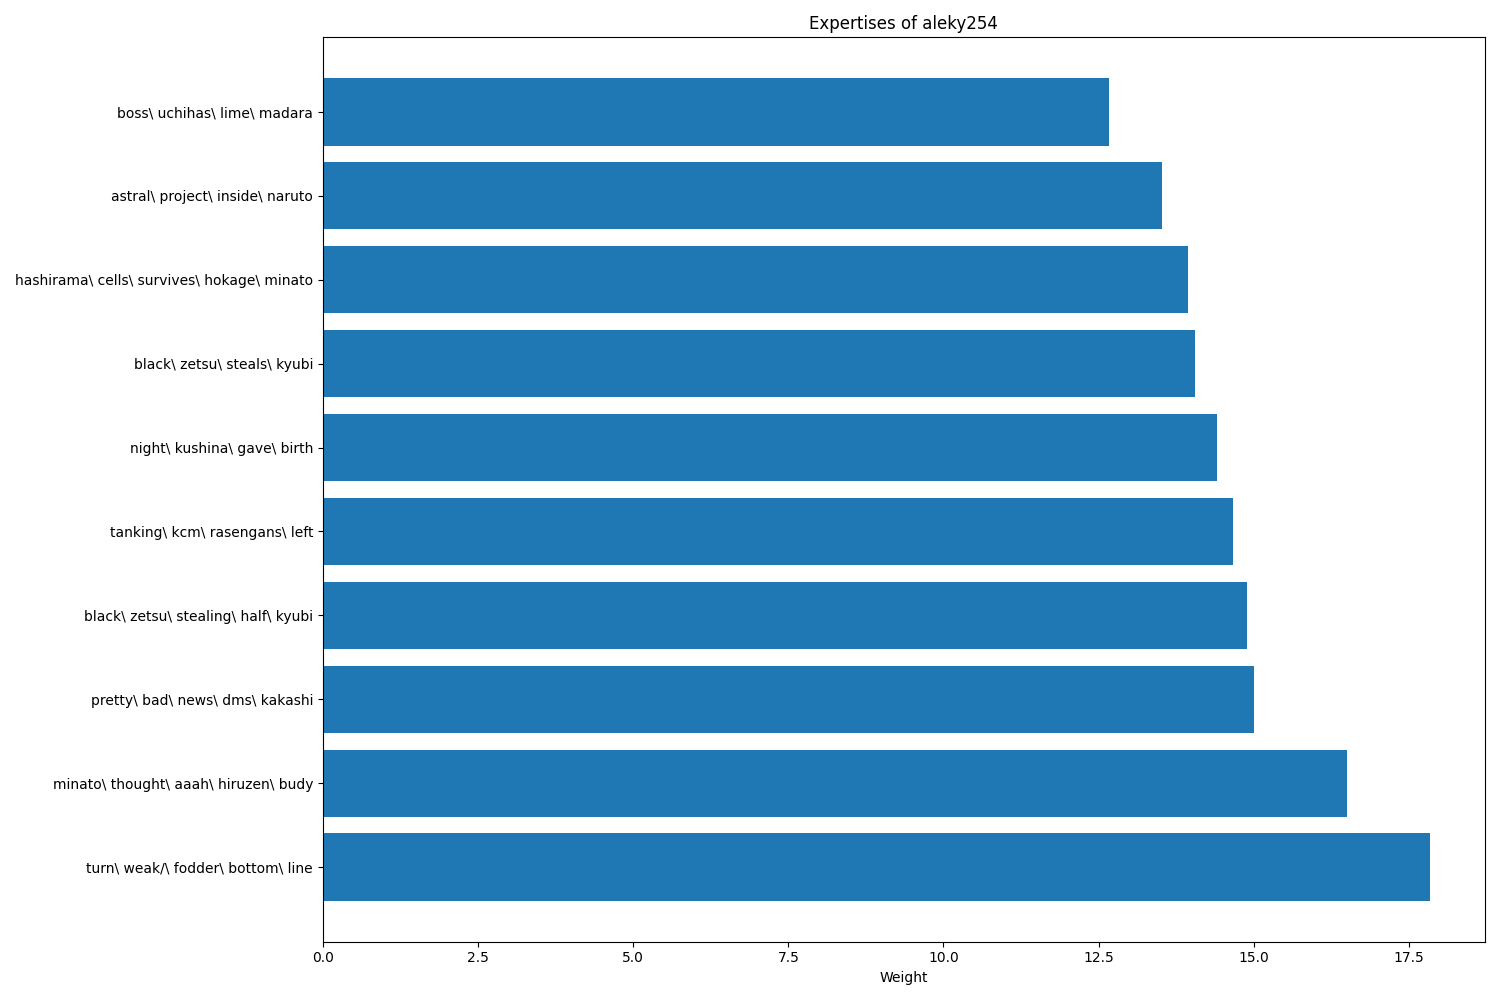 Expertises of aleky254
boss\ uchihas\ lime\ madara
astral\ project\ inside\ naruto
hashirama\ cells\ survives\ hokage\ minato
black\ zetsu\ steals\ kyubi
night\ kushina\ gave\ birth
tanking\ kcm\ rasengans\ left
black\ zetsu\ stealing\ half\ kyubi
pretty\ bad\ news\ dms\ kakashi
minato\ thought\ aaah\ hiruzen\ budy
turn\ weak/\ fodder\ bottom\ line
0.0 2.5 5.0 7.5 10.0 12.5 15.0 17.5
Weight